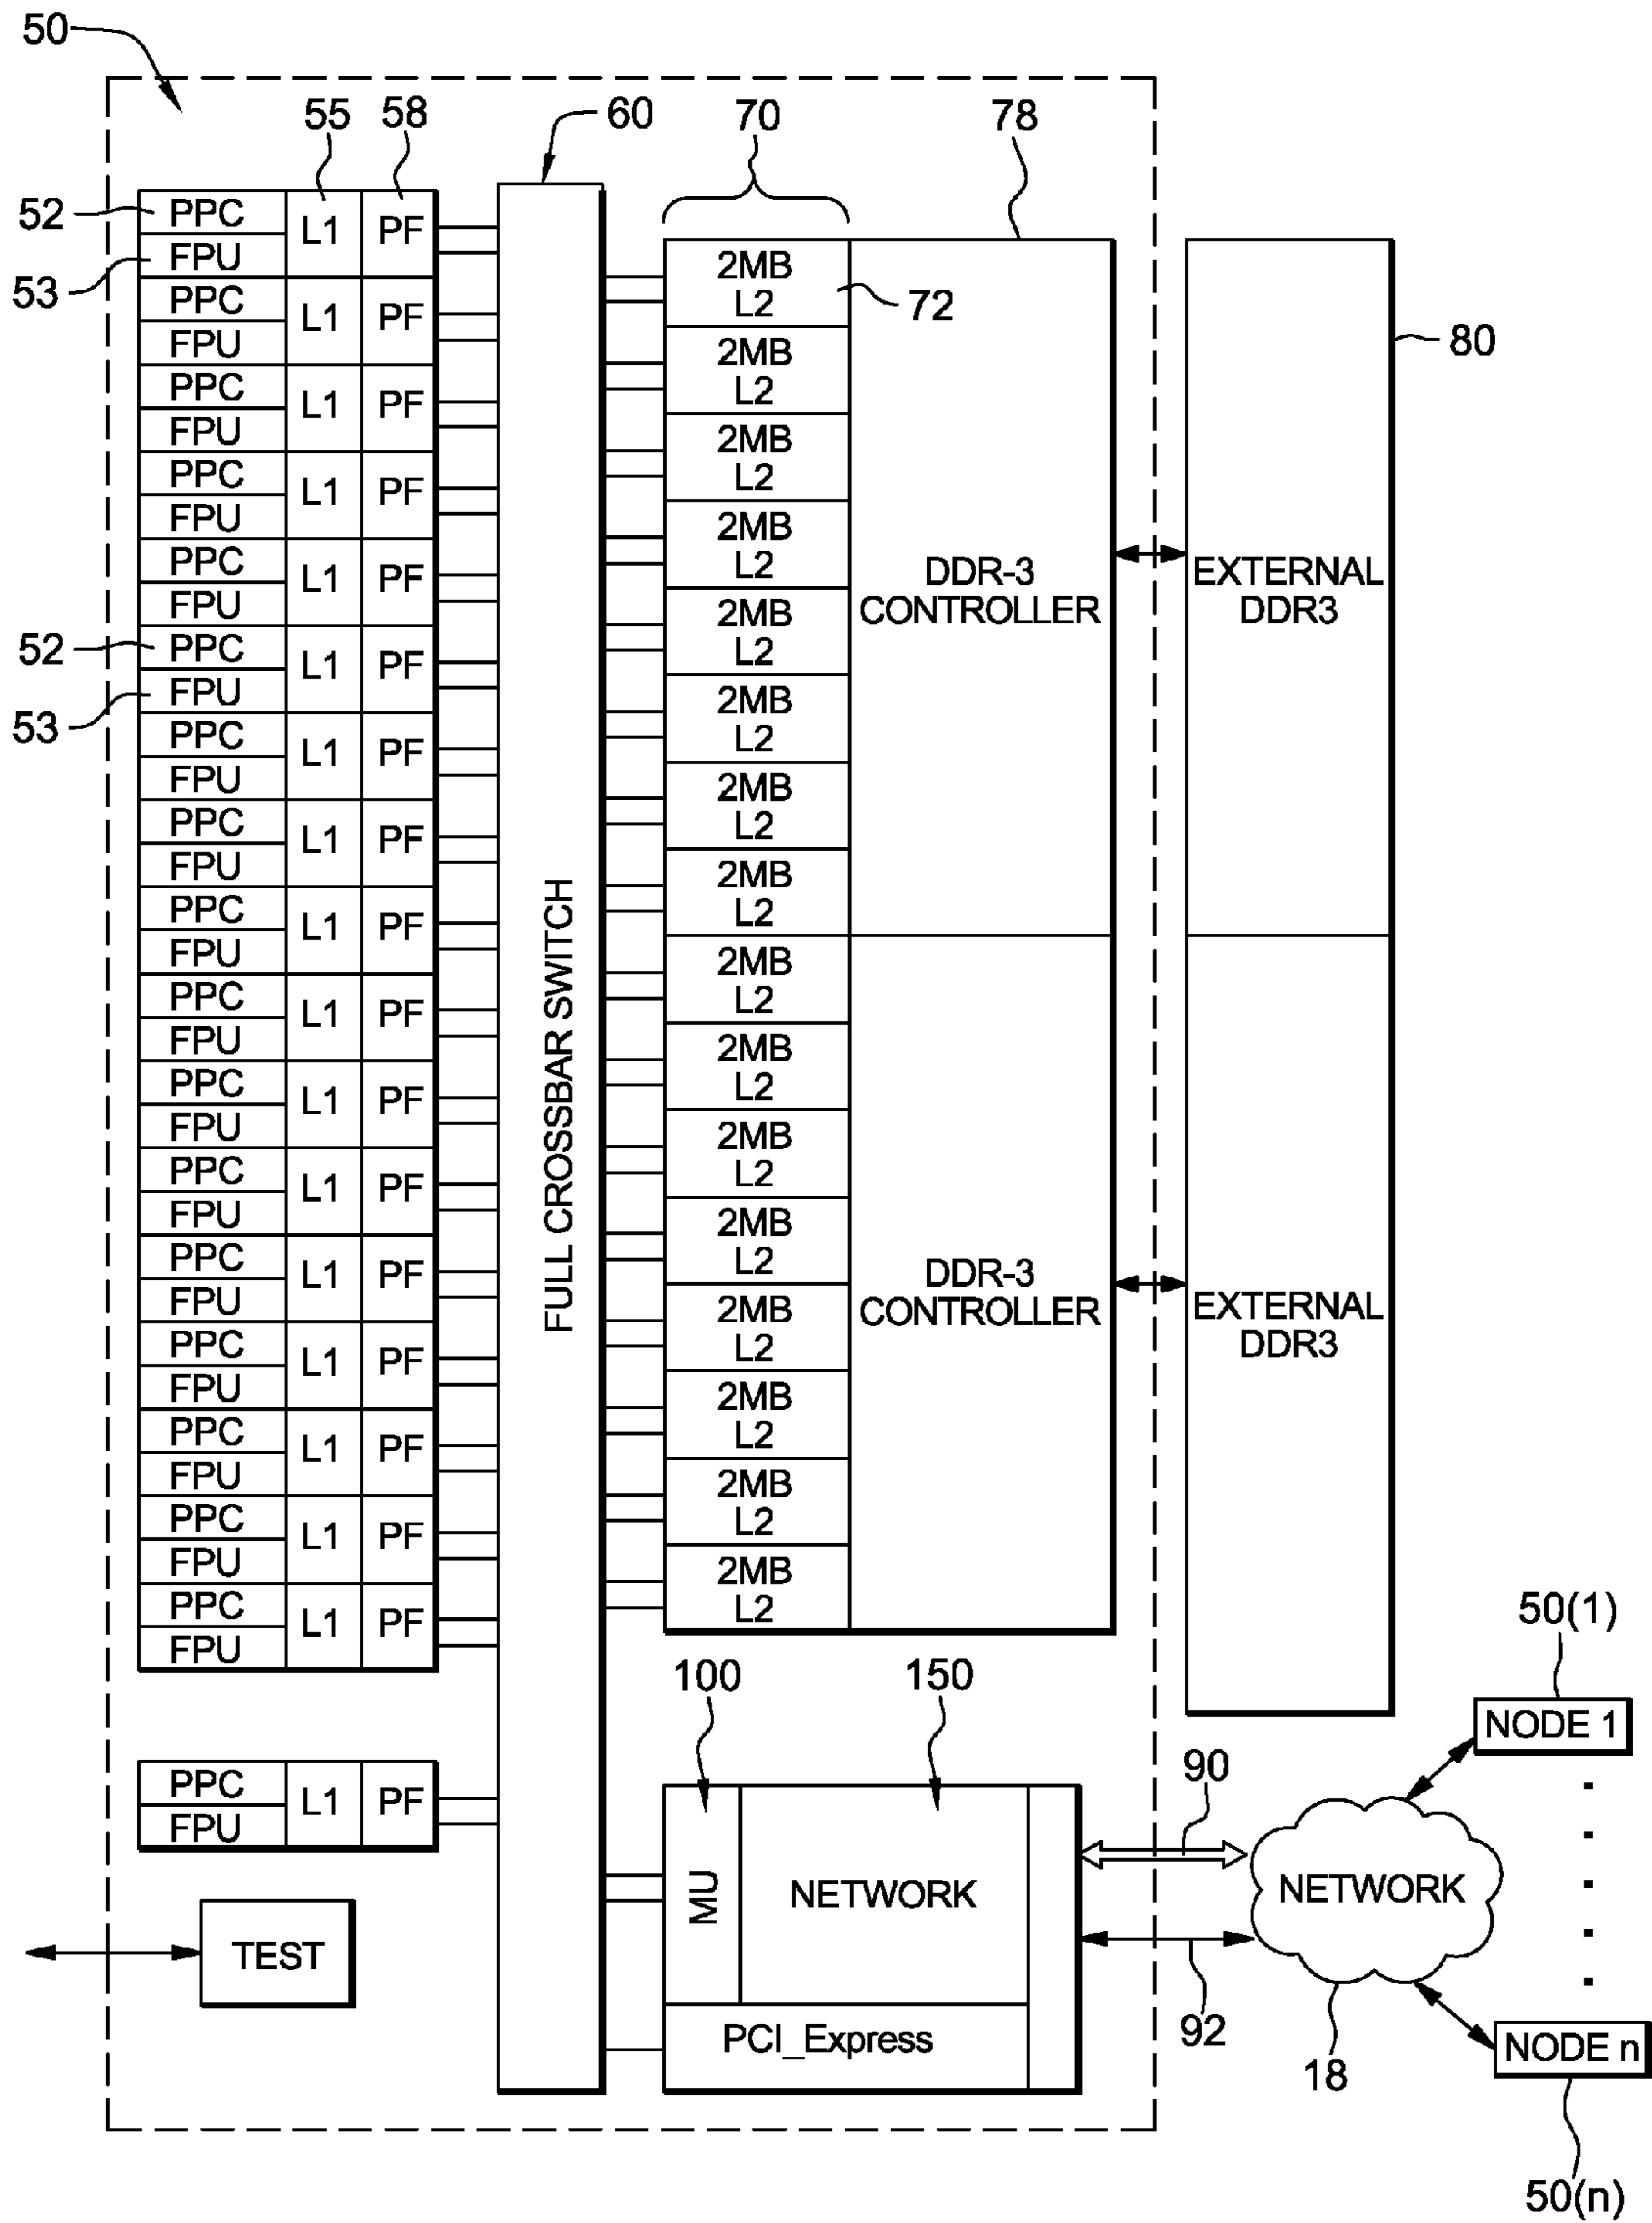 50
55
58
60
70
78
52
PPC
L1
PF
FPU
53
PPC
L1
PF
FPU
PPC
L1
PF
FPU
PPC
L1
PF
FPU
PPC
L1
PF
FPU
52
PPC
L1
PF
FPU
53
PPC
L1
PF
FPU
PPC
L1
PF
FPU
PPC
L1
PF
FPU
PPC
L1
PF
FPU
PPC
L1
PF
FPU
PPC
L1
PF
FPU
PPC
L1
PF
FPU
PPC
L1
PF
FPU
PPC
L1
PF
FPU
PPC
L1
PF
FPU
PPC
L1
PF
FPU
PPC
L1
PF
FPU
TEST
FULL CROSSBAR SWITCH
2MB
L2
72
2MB
L2
2MB
L2
2MB
L2
2MB
L2
2MB
L2
2MB
L2
2MB
L2
2MB
L2
2MB
L2
2MB
L2
2MB
L2
2MB
L2
2MB
L2
2MB
L2
2MB
L2
DDR-3
CONTROLLER
DDR-3
CONTROLLER
80
EXTERNAL
DDR3
EXTERNAL
DDR3
100
150
MU
NETWORK
PCI_Express
90
92
NETWORK
18
50(1)
NODE 1
NODE n
50(n)